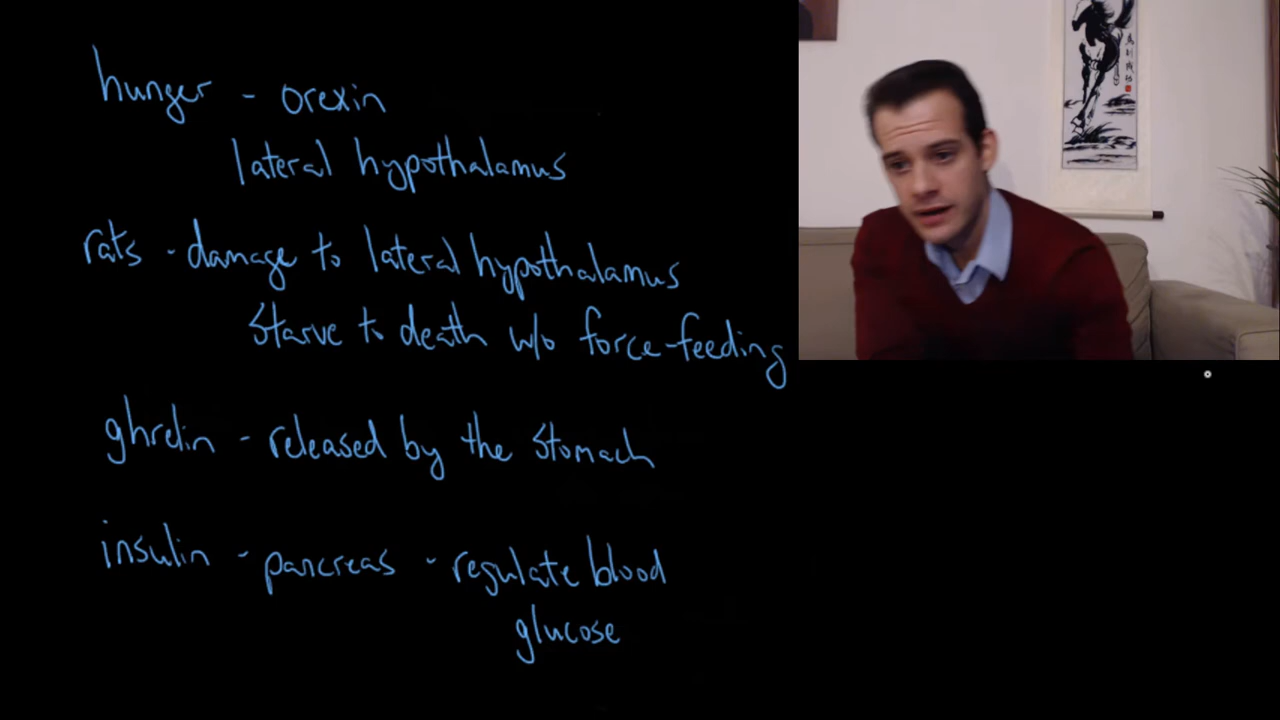 hunger - orexin
lateral hypothalamus
rats - damage to lateral hypothalamus
starve to death w/o force-feeding
ghrelin - released by the stomach
insulin - pancreas - regulate blood
glucose